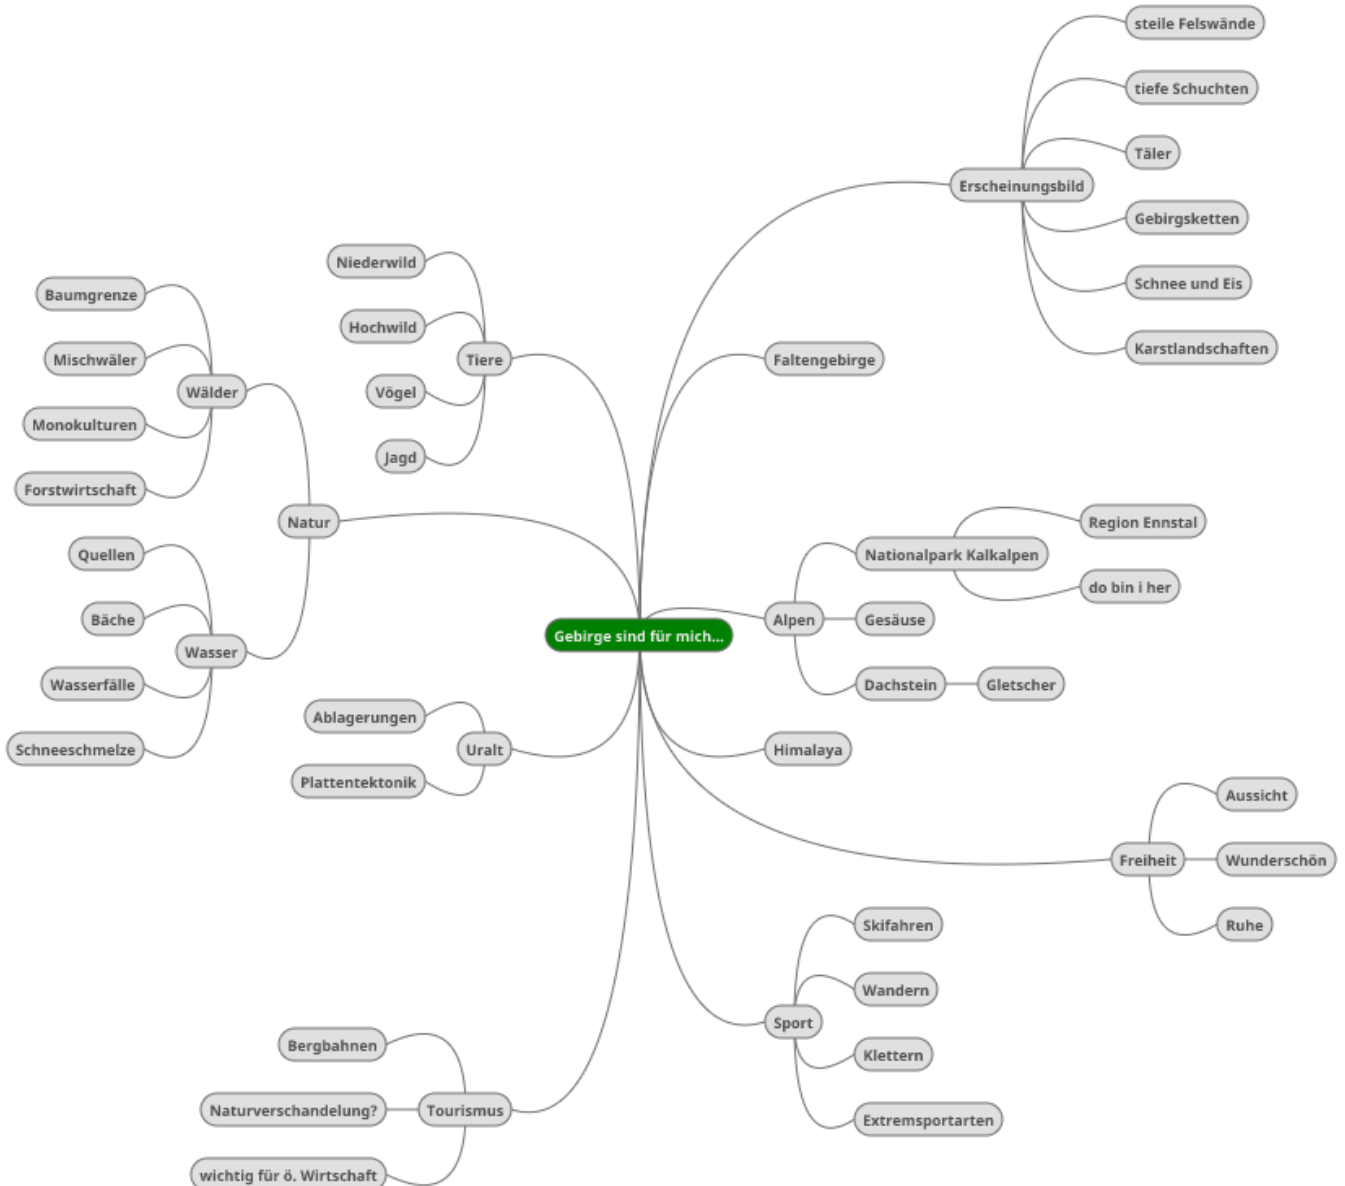 Gebirge sind für mich...
Erscheinungsbild
steile Felswände
tiefe Schuchten
Täler
Gebirgsketten
Schnee und Eis
Karstlandschaften
Faltengebirge
Alpen
Nationalpark Kalkalpen
Region Ennstal
do bin i her
Gesäuse
Dachstein
Gletscher
Himalaya
Freiheit
Aussicht
Wunderschön
Ruhe
Sport
Skifahren
Wandern
Klettern
Extremsportarten
Tiere
Niederwild
Hochwild
Vögel
Jagd
Natur
Wälder
Baumgrenze
Mischwäler
Monokulturen
Forstwirtschaft
Wasser
Quellen
Bäche
Wasserfälle
Schneeschmelze
Uralt
Ablagerungen
Plattentektonik
Tourismus
Bergbahnen
Naturverschandelung?
wichtig für ö. Wirtschaft